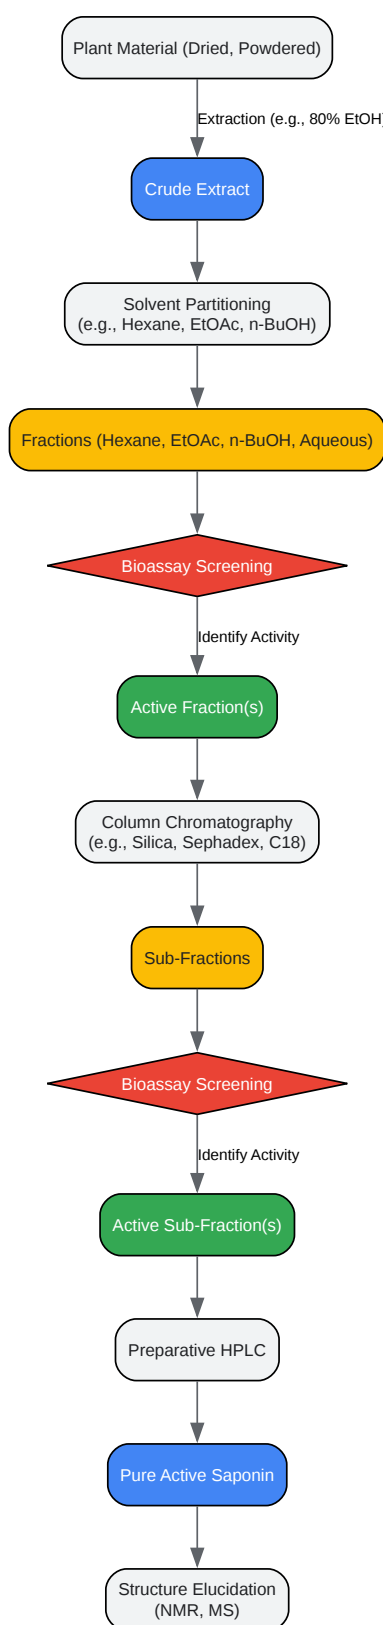 Plant Material (Dried, Powdered)
Extraction (e.g., 80% EtOH)
Crude Extract
Solvent Partitioning
(e.g., Hexane, EtOAc, n-BuOH)
Fractions (Hexane, EtOAc, n-BuOH, Aqueous)
Bioassay Screening
Identify Activity
Active Fraction(s)
Column Chromatography
(e.g., Silica, Sephadex, C18)
Sub-Fractions
Bioassay Screening
Identify Activity
Active Sub-Fraction(s)
Preparative HPLC
Pure Active Saponin
Structure Elucidation
(NMR, MS)